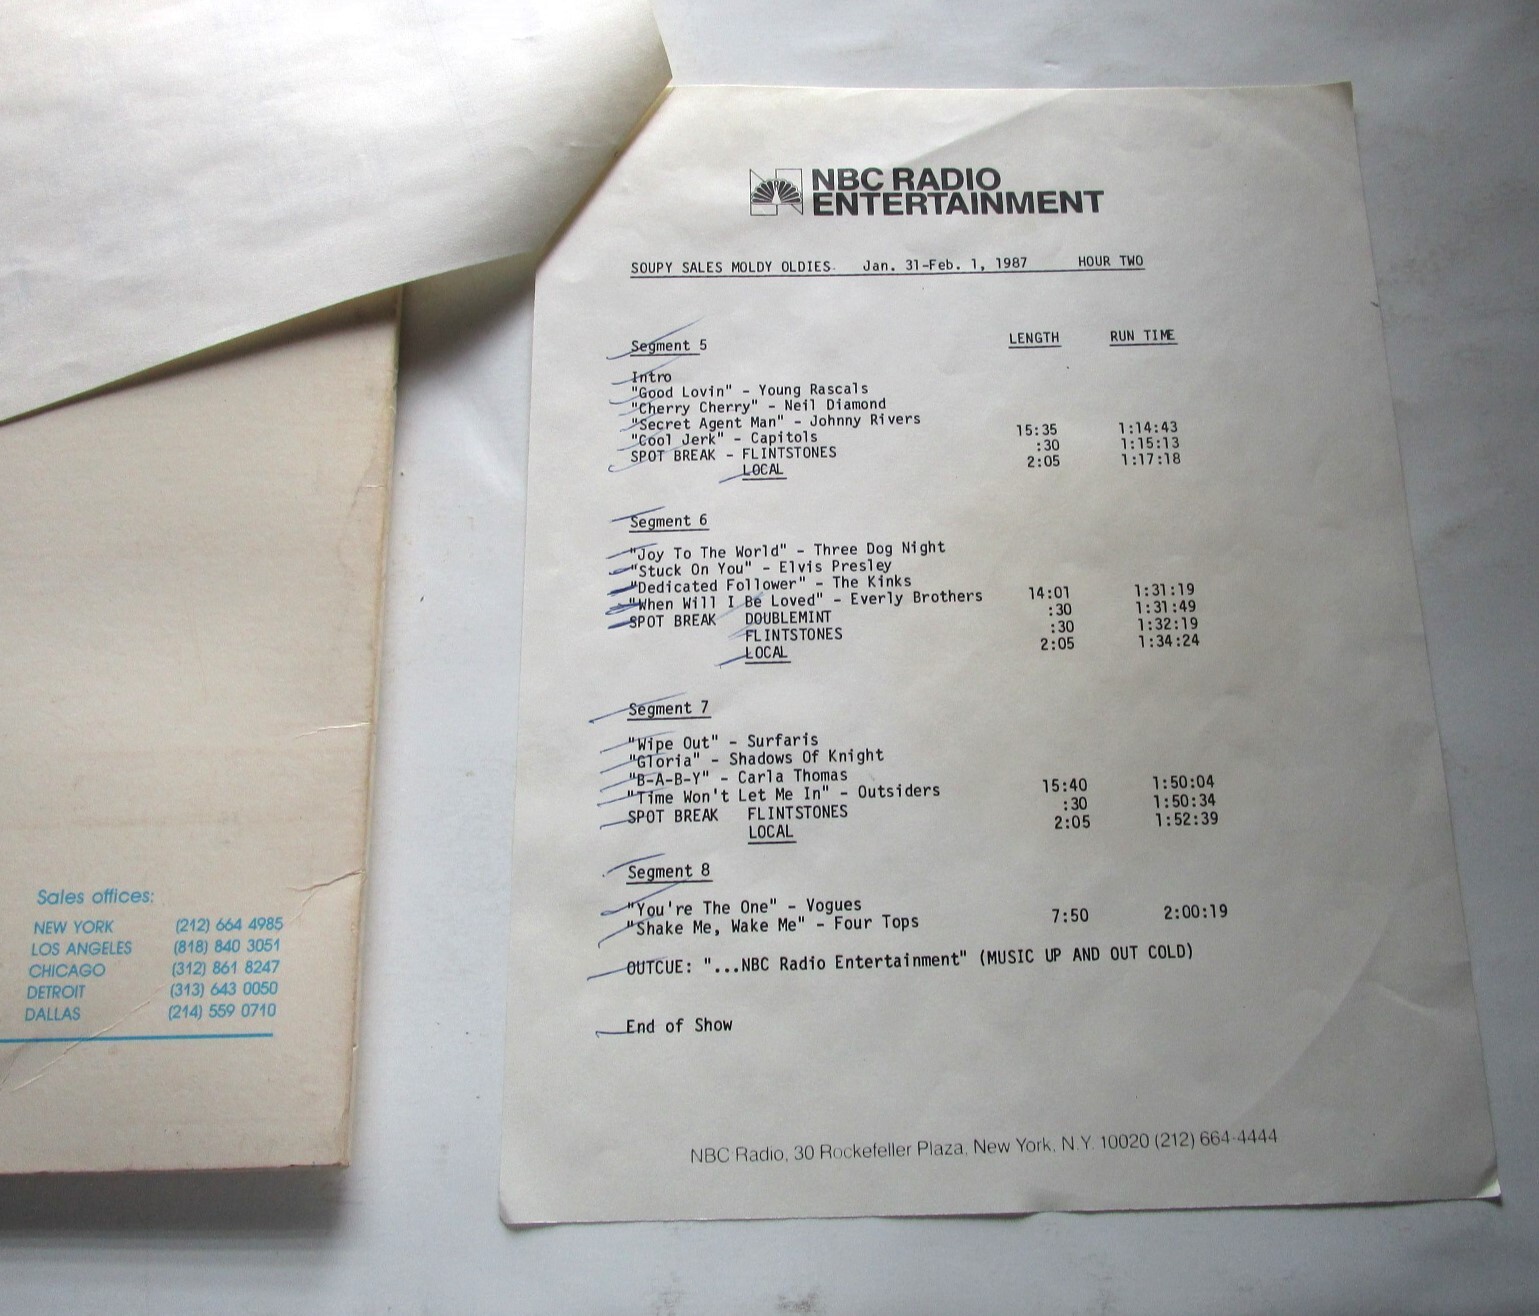 NBC RADIO
ENTERTAINMENT
SOUPY SALES MOLDY OLDIES Jan. 31-Feb. 1, 1987 HOUR TWO
LENGTH RUN TIME
Segment 5
Intro
"Good Lovin" - Young Rascals
"Cherry Cherry" - Neil Diamond
"Secret Agent Man" - Johnny Rivers
"Cool Jerk" - Capitols 15:35 1:14:43
SPOT BREAK - FLINTSTONES :30 1:15:13
LOCAL 2:05 1:17:18
Segment 6
"Joy To The World" - Three Dog Night
"Stuck On You" - Elvis Presley
"Dedicated Follower" - The Kinks
"When Will I Be Loved" - Everly Brothers 14:01 1:31:19
SPOT BREAK DOUBLEMINT :30 1:31:49
FLINTSTONES :30 1:32:19
LOCAL 2:05 1:34:24
Segment 7
"Wipe Out" - Surfaris
"Gloria" - Shadows Of Knight
"B-A-B-Y" - Carla Thomas
"Time Won't Let Me In" - Outsiders 15:40 1:50:04
SPOT BREAK FLINTSTONES :30 1:50:34
LOCAL 2:05 1:52:39
Segment 8
"You're The One" - Vogues
"Shake Me, Wake Me" - Four Tops 7:50 2:00:19
OUTCUE: "...NBC Radio Entertainment" (MUSIC UP AND OUT COLD)
End of Show
NBC Radio, 30 Rockefeller Plaza, New York, N.Y. 10020 (212) 664-4444
Sales offices:
NEW YORK (212) 664 4985
LOS ANGELES (818) 840 3051
CHICAGO (312) 861 8247
DETROIT (313) 643 0050
DALLAS (214) 559 0710